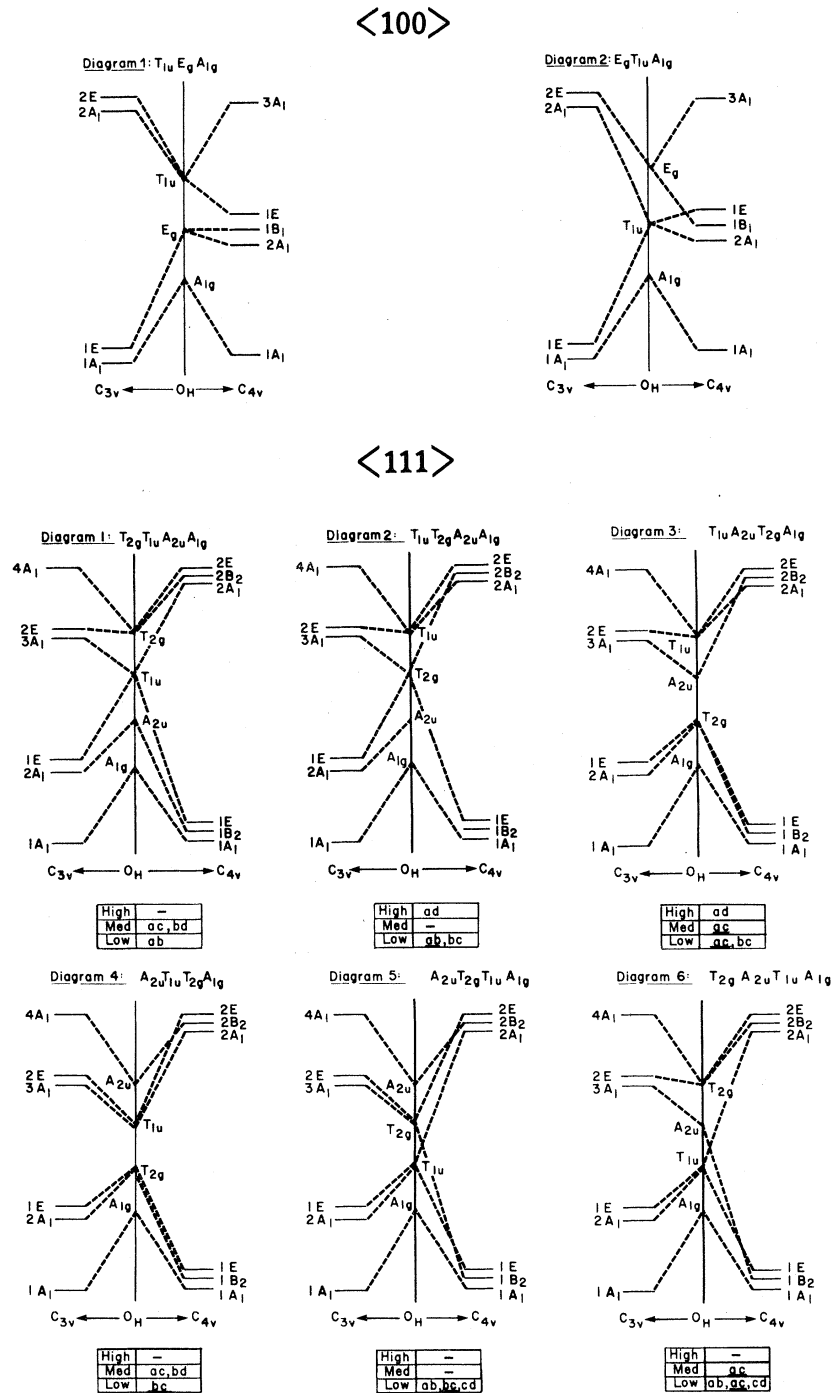 <100>
Diagram 1: T1u Eg A1g
Diagram 2: Eg T1u A1g
2E
2A1
3A1
T1u
1E
Eg
1B1
2A1
A1g
1E
1A1
1A1
C3v ← OH → C4v
2E
2A1
3A1
Eg
1E
T1u
1B1
2A1
A1g
1E
1A1
1A1
C3v ← OH → C4v
<111>
Diagram 1: T2g T1u A2u A1g
4A1
2E
2B2
2A1
2E
3A1
T2g
T1u
A2u
1E
2A1
A1g
1E
1B2
1A1
1A1
C3v ← OH → C4v
High –
Med ac,bd
Low ab
Diagram 2: T1u T2g A2u A1g
4A1
2E
2B2
2A1
2E
3A1
T1u
T2g
A2u
1E
2A1
A1g
1E
1B2
1A1
1A1
C3v ← OH → C4v
High ad
Med –
Low ab,bc
Diagram 3: T1u A2u T2g A1g
4A1
2E
2B2
2A1
2E
3A1
T1u
A2u
T2g
1E
2A1
A1g
1E
1B2
1A1
1A1
C3v ← OH → C4v
High ad
Med ac
Low ac,bc
Diagram 4: A2u T1u T2g A1g
4A1
2E
2B2
2A1
A2u
2E
3A1
T1u
T2g
1E
2A1
A1g
1E
1B2
1A1
1A1
C3v ← OH → C4v
High –
Med ac,bd
Low bc
Diagram 5: A2u T2g T1u A1g
4A1
2E
2B2
2A1
A2u
2E
3A1
T2g
T1u
1E
2A1
A1g
1E
1B2
1A1
1A1
C3v ← OH → C4v
High –
Med –
Low ab,bc,cd
Diagram 6: T2g A2u T1u A1g
4A1
2E
2B2
2A1
2E
3A1
T2g
A2u
T1u
1E
2A1
A1g
1E
1B2
1A1
1A1
C3v ← OH → C4v
High –
Med ac
Low ab,ac,cd